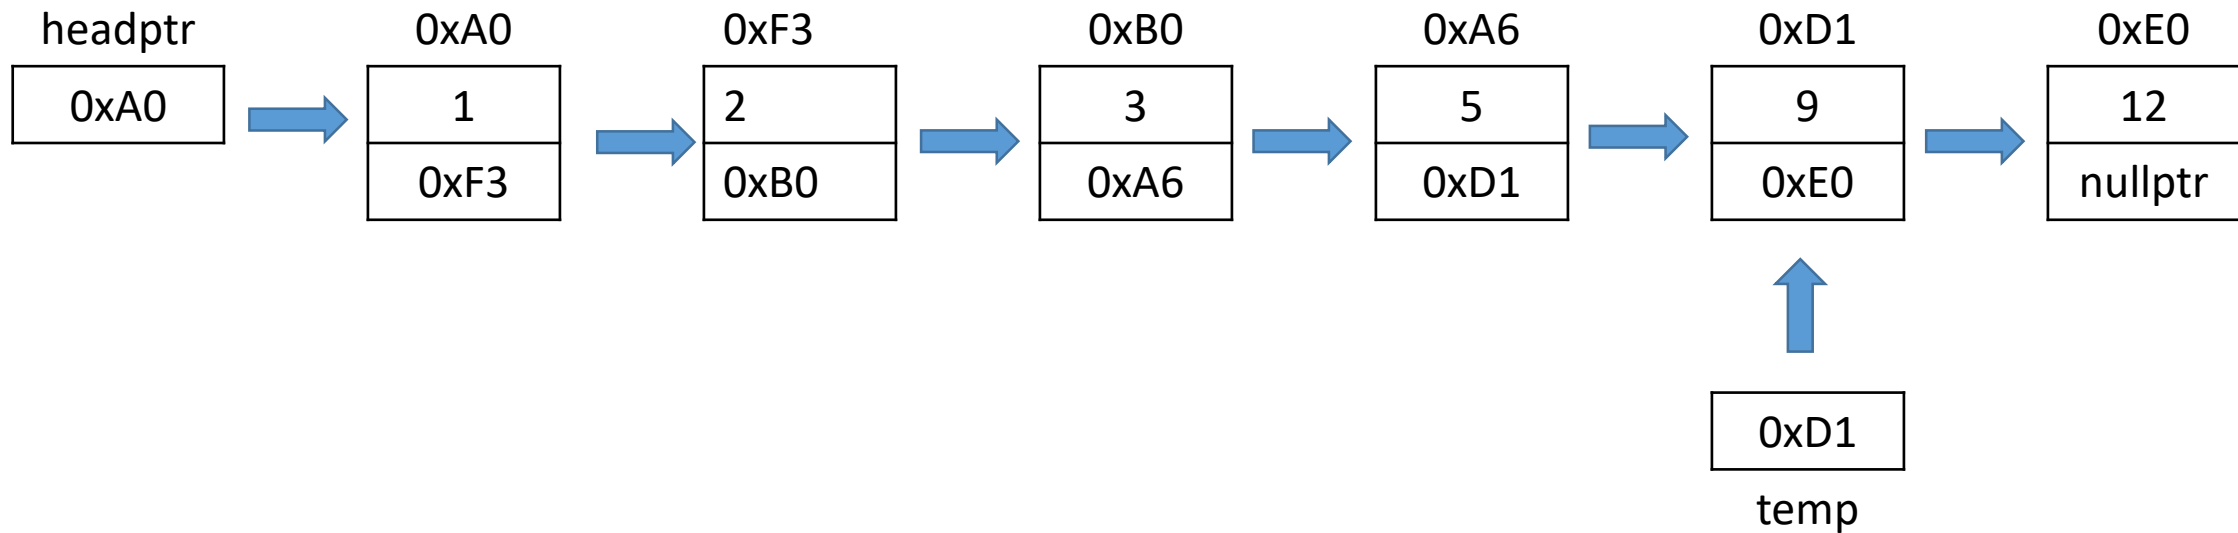 headptr 0xA0 0xF3 0xB0 0xA6 0xD1 0xE0
0xA0 1 2 3 5 9 12
0xF3 0xB0 0xA6 0xD1 0xE0 nullptr
0xD1
temp